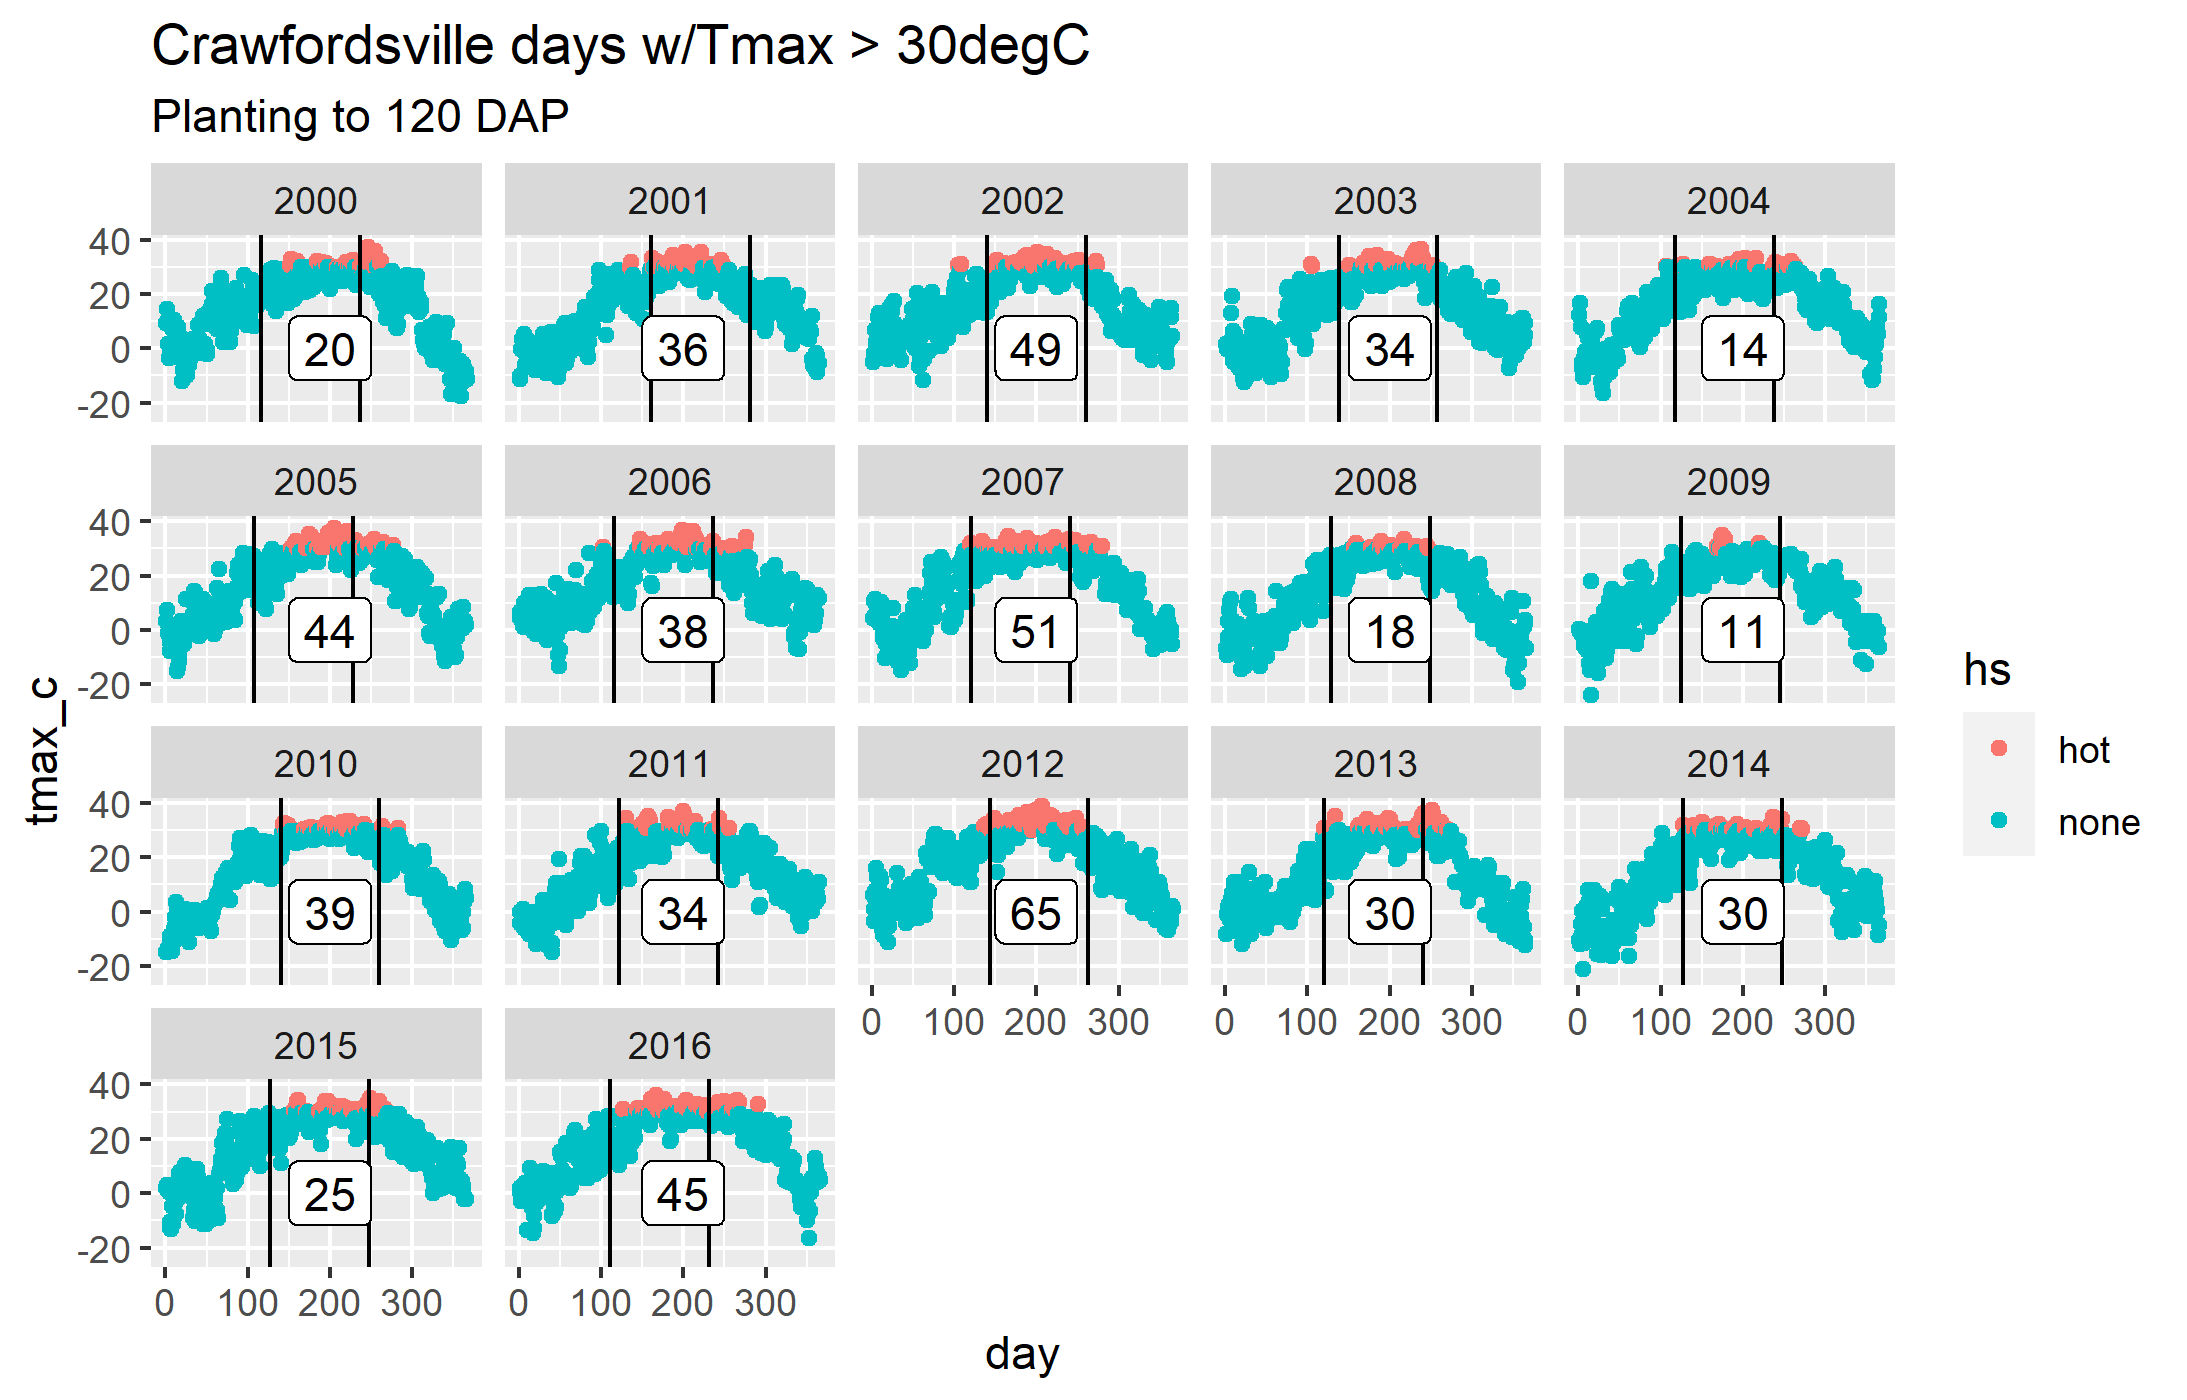 Crawfordsville days w/Tmax > 30degC
Planting to 120 DAP
2000 2001 2002 2003 2004
40
20
0
-20
20 36 49 34 14
2005 2006 2007 2008 2009
40
20
0
-20
44 38 51 18 11
2010 2011 2012 2013 2014
40
20
0
-20
39 34 65 30 30
0 100 200 300 0 100 200 300 0 100 200 300
2015 2016
40
20
0
-20
25 45
0 100 200 300 0 100 200 300
tmax_c
day
hs
hot
none